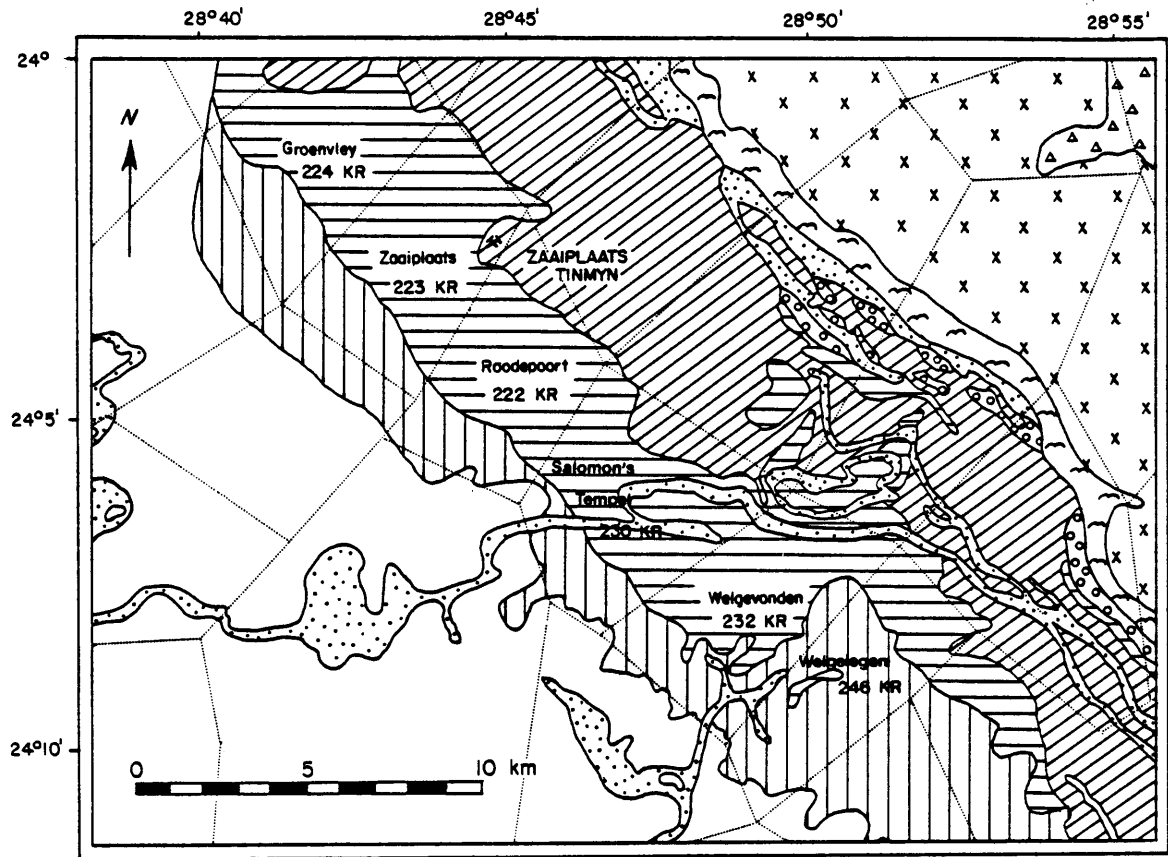 28°40' 28°45' 28°50' 28°55'
24°
N
Groenvley
224 KR
Zaaiplaats
223 KR
ZAAIPLAATS
TINMYN
Roodepoort
222 KR
24°5'
Salomon's
Tempel
230 KR
Welgevonden
232 KR
Welgelegen
246 KR
24°10'
0 5 10 km